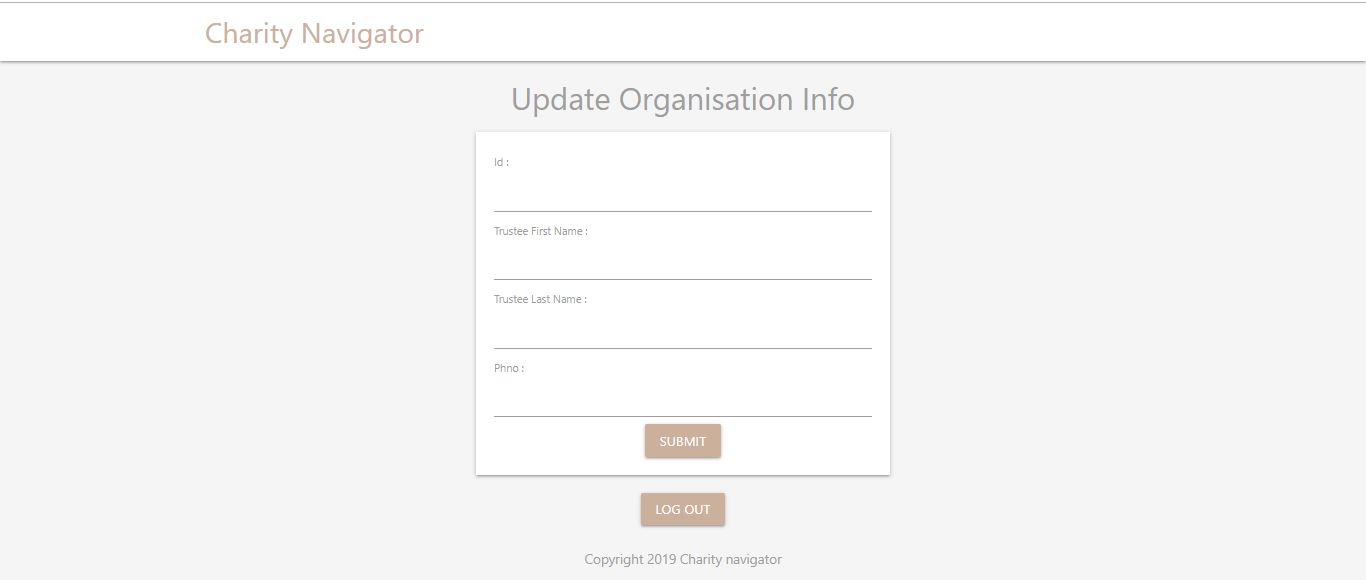 Charity Navigator
Update Organisation Info
Id :
Trustee First Name :
Trustee Last Name :
Phno :
SUBMIT
LOG OUT
Copyright 2019 Charity navigator